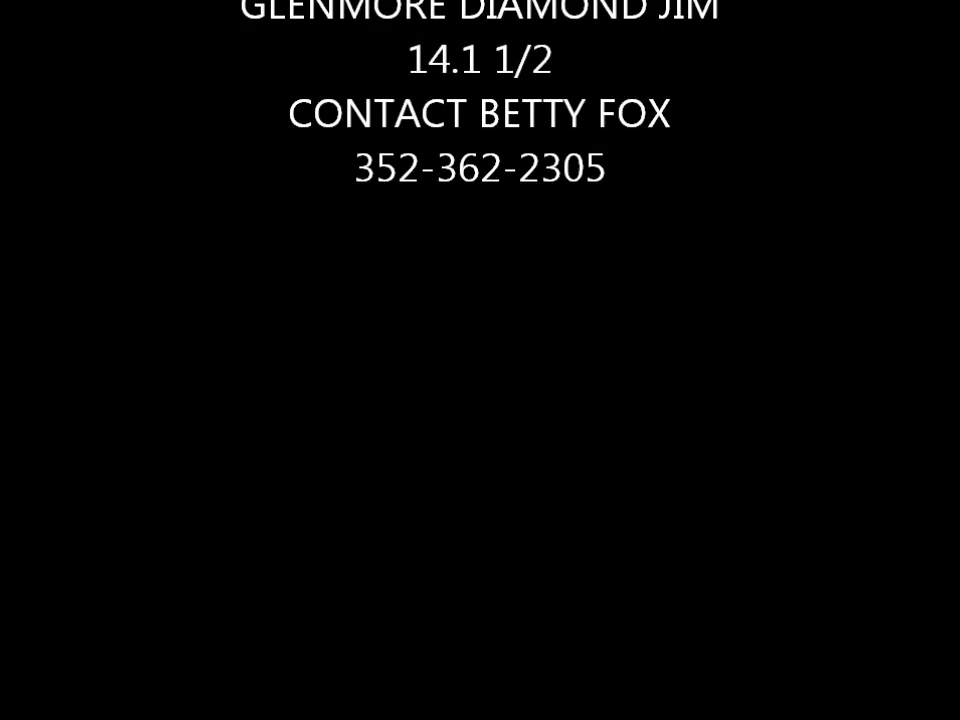 GLENMORE DIAMOND JIM
14.1 1/2
CONTACT BETTY FOX
352-362-2305